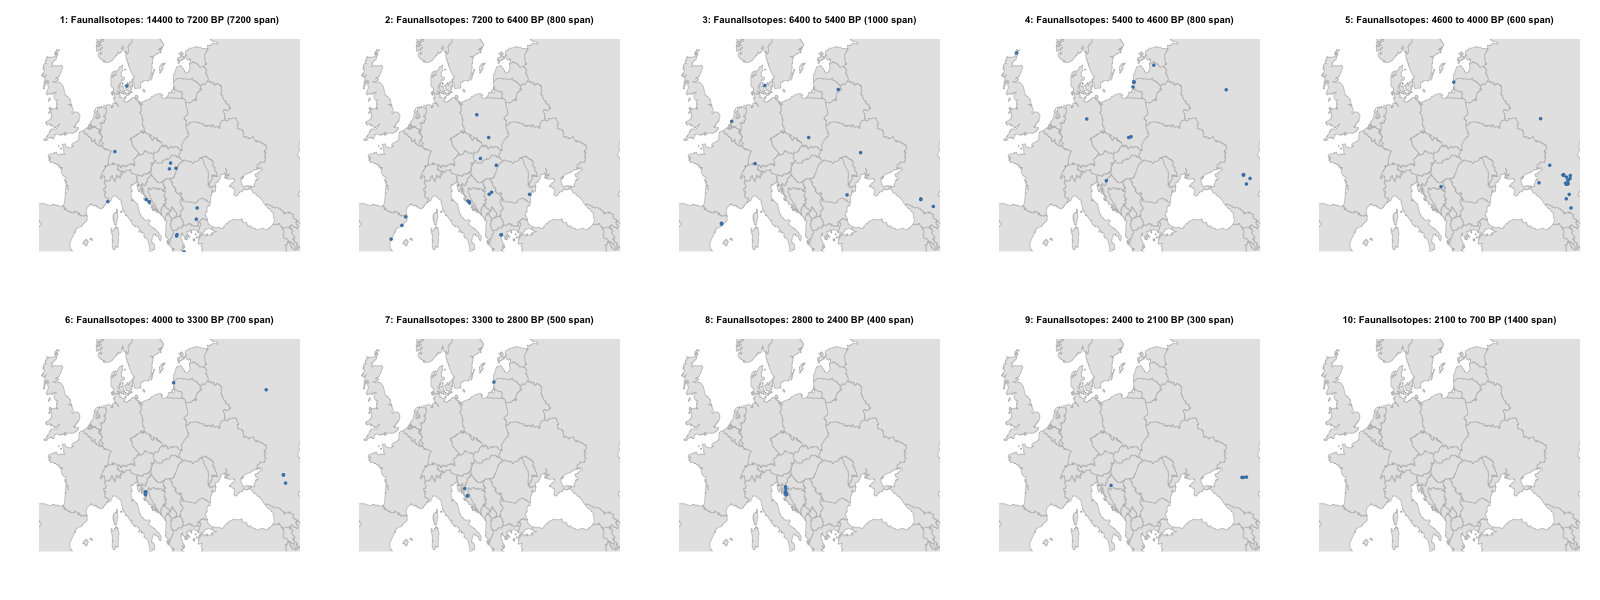 1: FaunalIsotopes: 14400 to 7200 BP (7200 span)
2: FaunalIsotopes: 7200 to 6400 BP (800 span)
3: FaunalIsotopes: 6400 to 5400 BP (1000 span)
4: FaunalIsotopes: 5400 to 4600 BP (800 span)
5: FaunalIsotopes: 4600 to 4000 BP (600 span)
6: FaunalIsotopes: 4000 to 3300 BP (700 span)
7: FaunalIsotopes: 3300 to 2800 BP (500 span)
8: FaunalIsotopes: 2800 to 2400 BP (400 span)
9: FaunalIsotopes: 2400 to 2100 BP (300 span)
10: FaunalIsotopes: 2100 to 700 BP (1400 span)